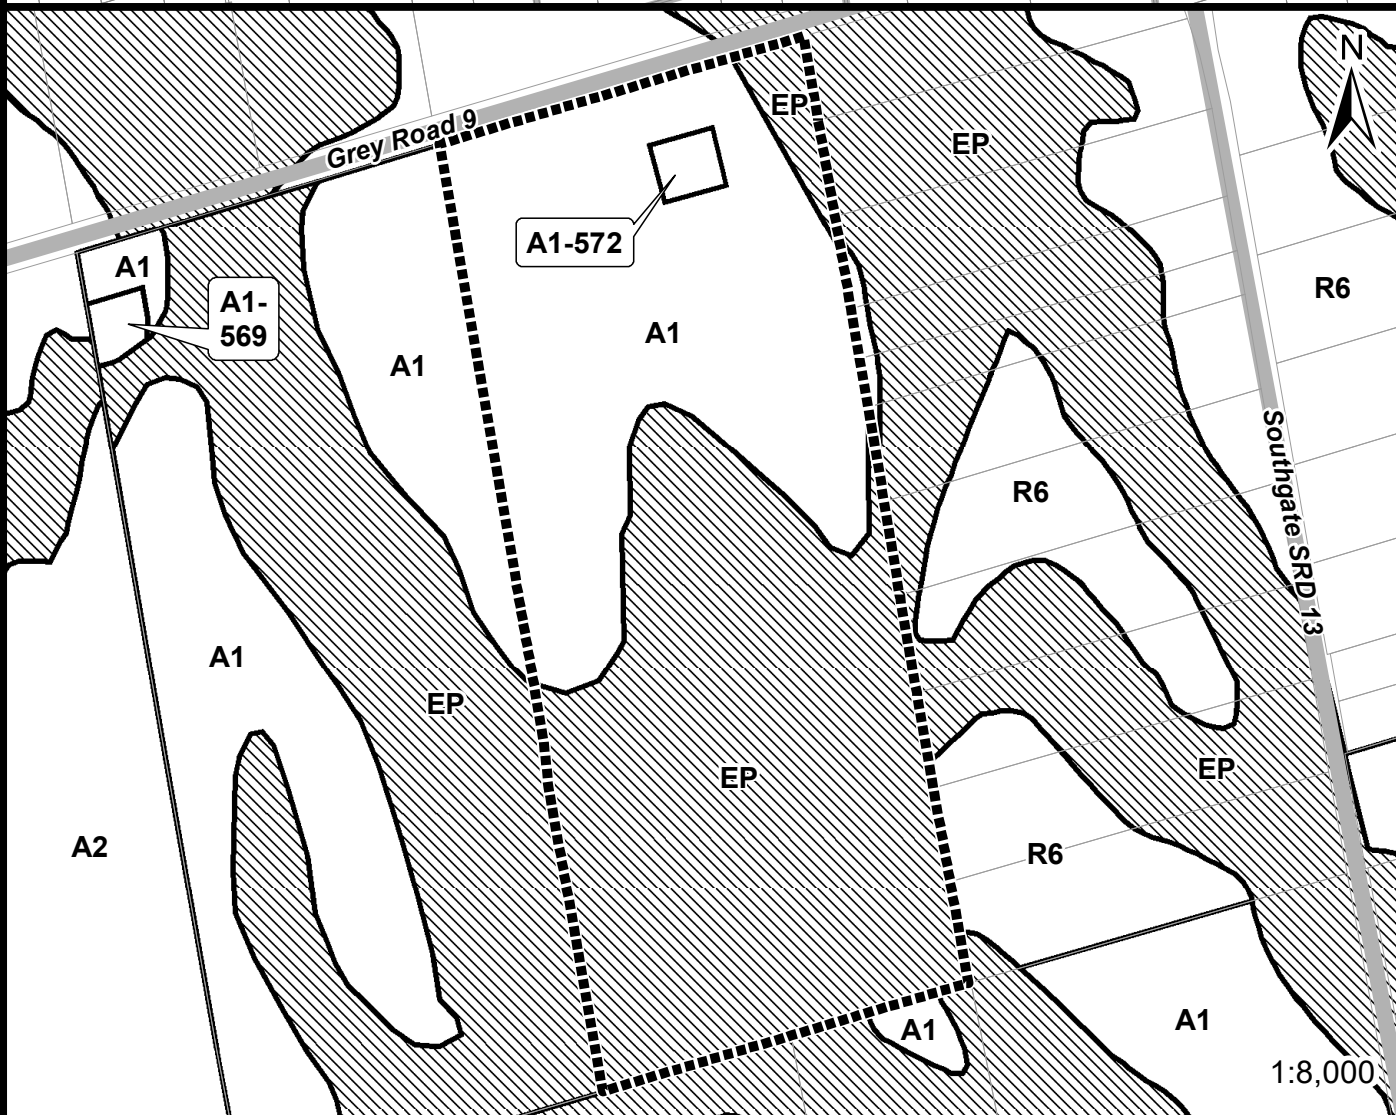 N
EP
Grey Road 9
EP
A1-572
A1
R6
A1-
569
A1
A1
Southgate SRD 13
R6
A1
EP
EP
EP
A2
R6
A1
A1
1:8,000